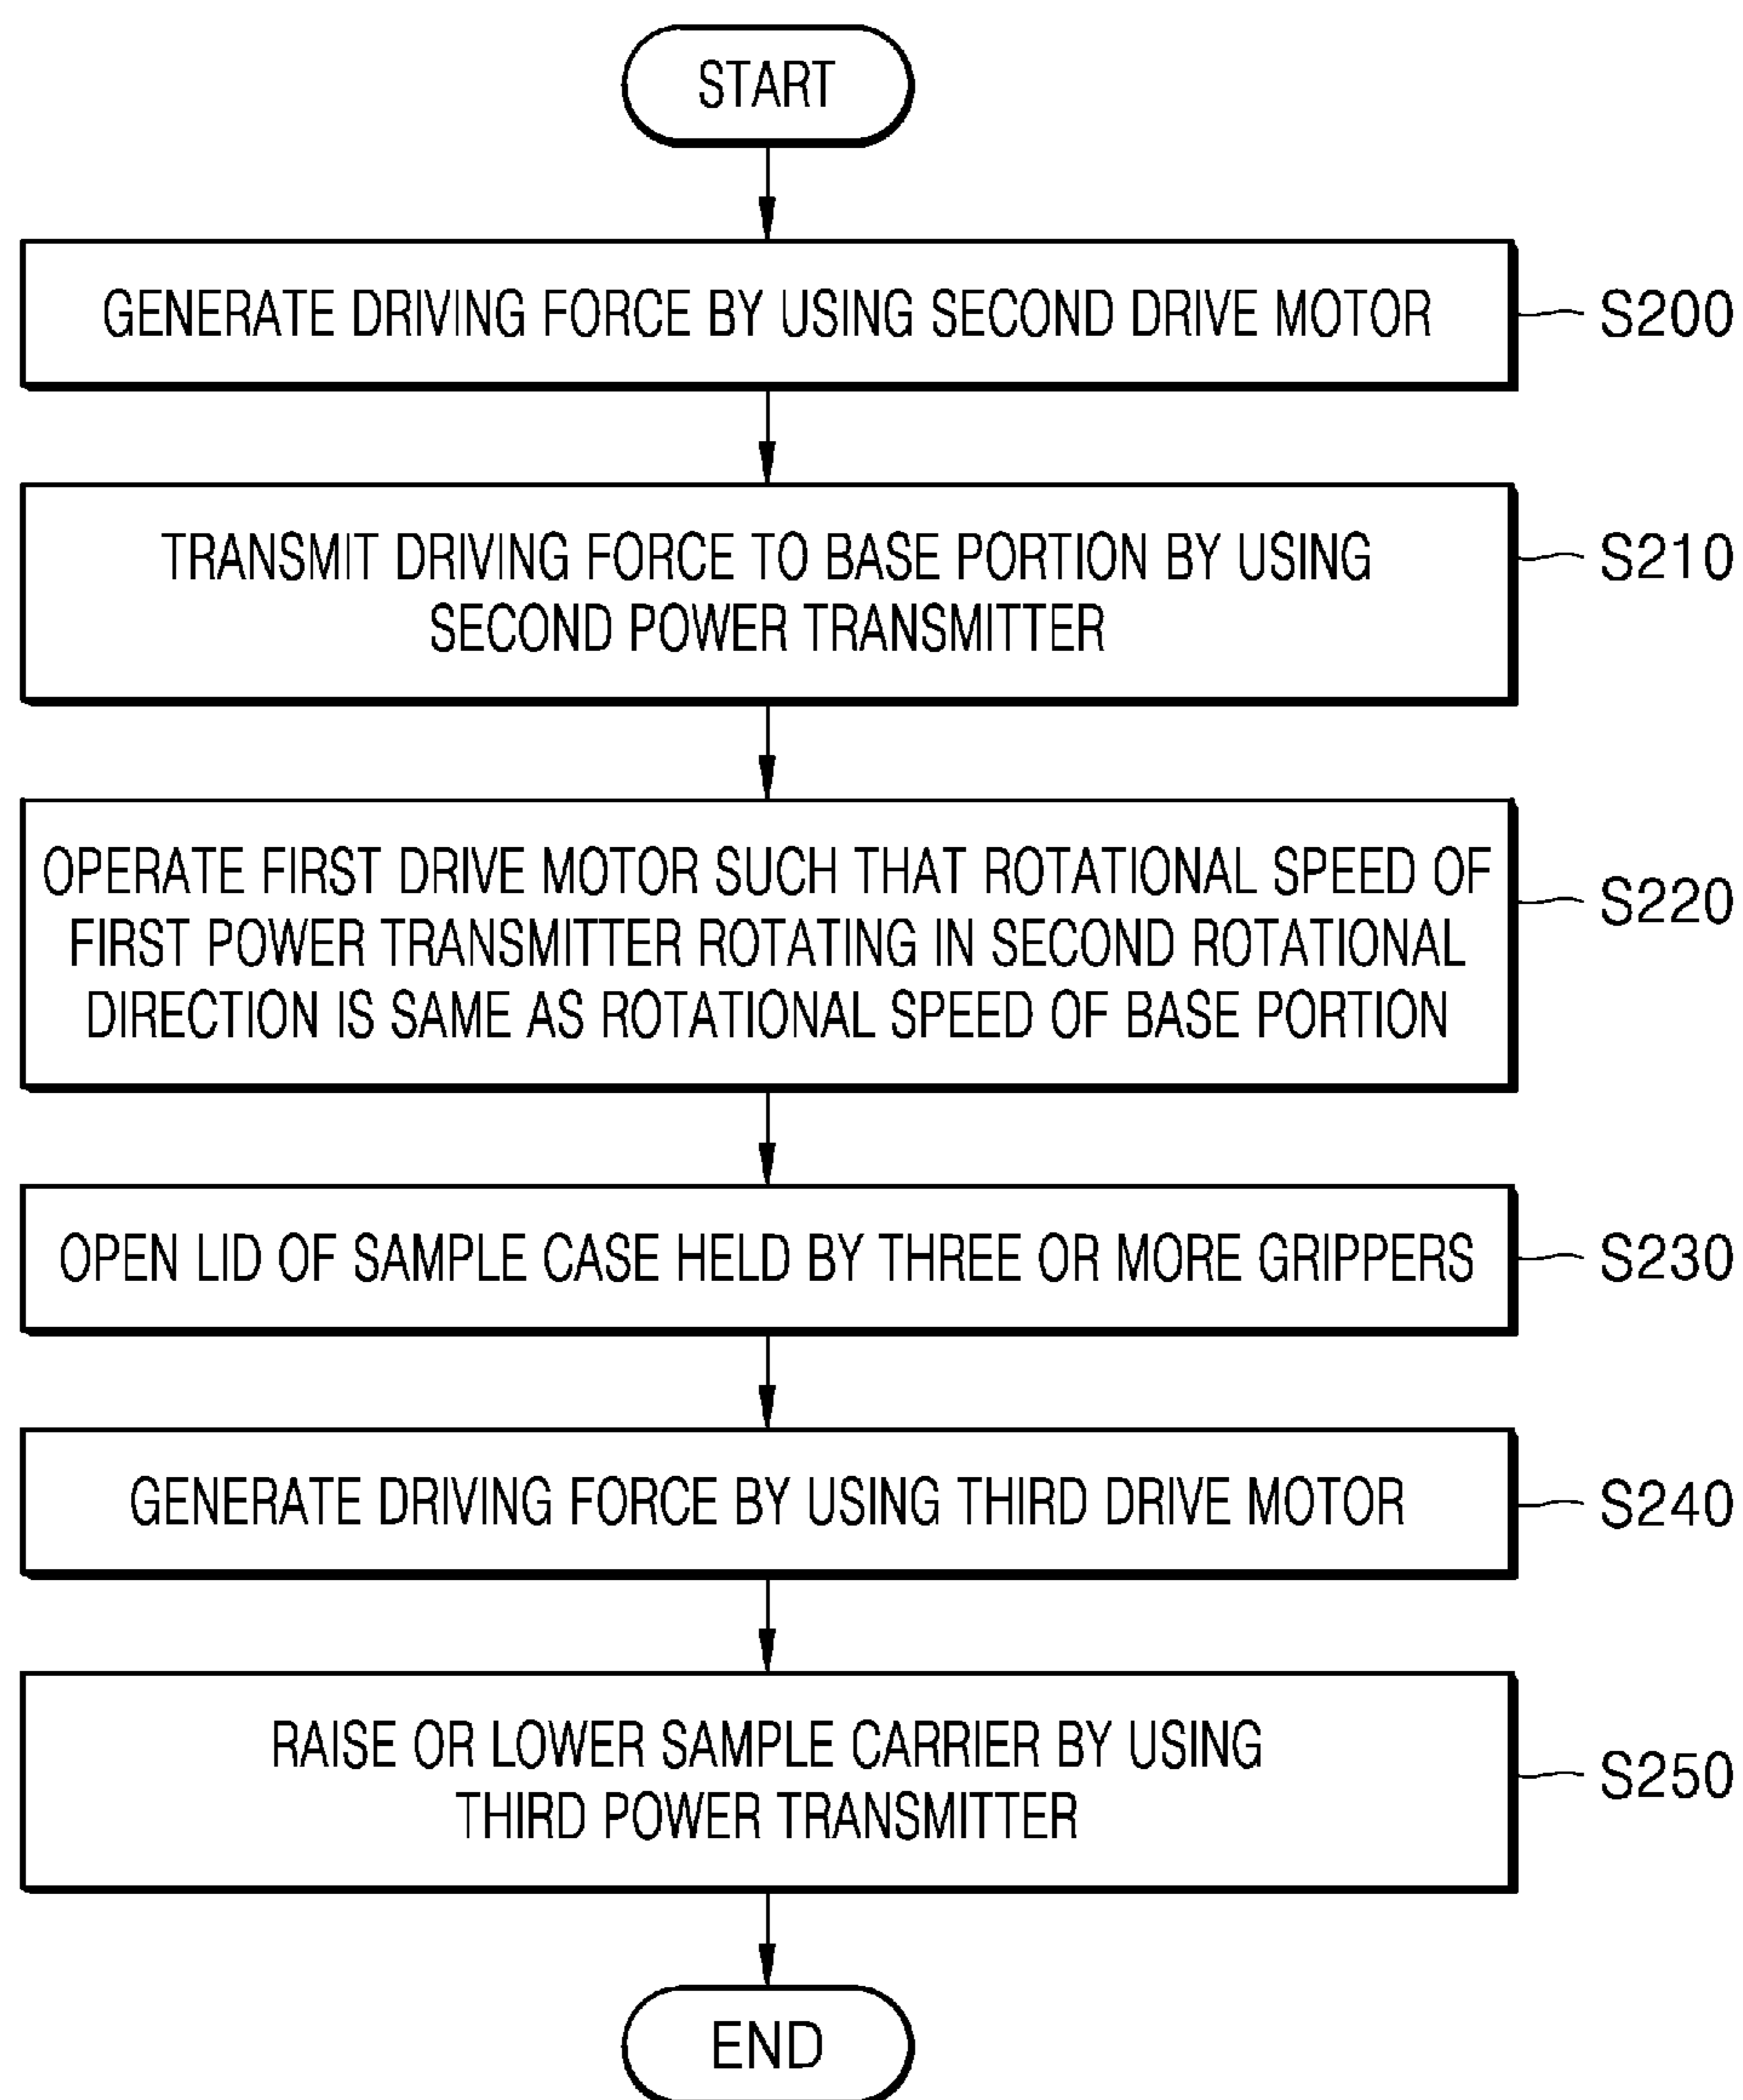 START
GENERATE DRIVING FORCE BY USING SECOND DRIVE MOTOR
S200
TRANSMIT DRIVING FORCE TO BASE PORTION BY USING
SECOND POWER TRANSMITTER
S210
OPERATE FIRST DRIVE MOTOR SUCH THAT ROTATIONAL SPEED OF
FIRST POWER TRANSMITTER ROTATING IN SECOND ROTATIONAL
DIRECTION IS SAME AS ROTATIONAL SPEED OF BASE PORTION
S220
OPEN LID OF SAMPLE CASE HELD BY THREE OR MORE GRIPPERS
S230
GENERATE DRIVING FORCE BY USING THIRD DRIVE MOTOR
S240
RAISE OR LOWER SAMPLE CARRIER BY USING
THIRD POWER TRANSMITTER
S250
END